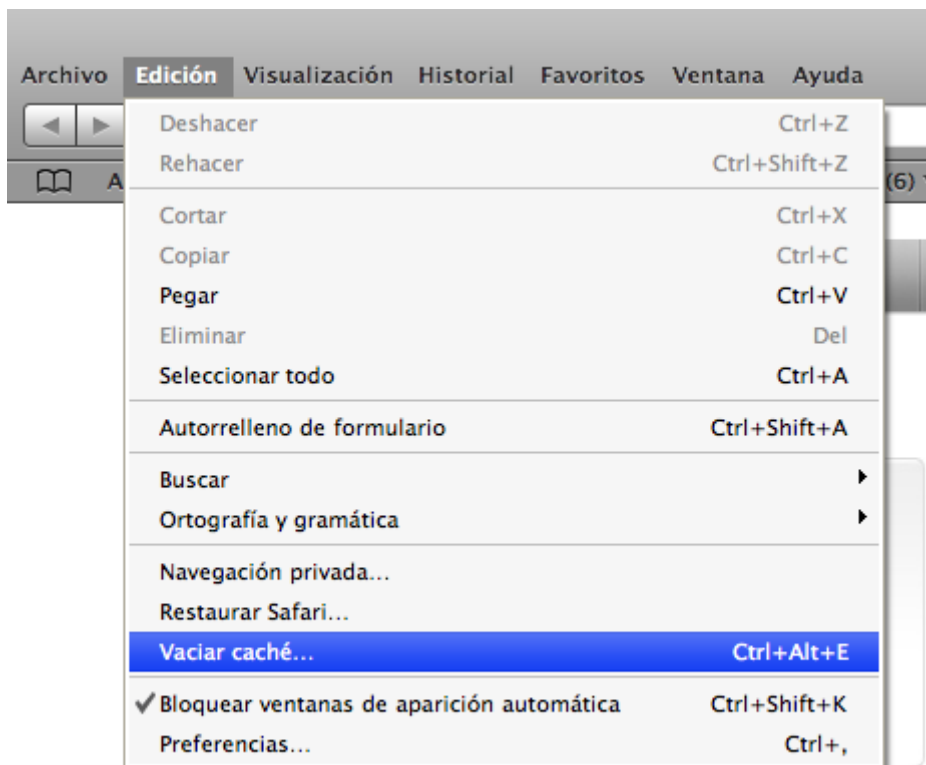 Archivo Edición Visualización Historial Favoritos Ventana Ayuda
Deshacer Ctrl+Z
Rehacer Ctrl+Shift+Z
A (6)
Cortar Ctrl+X
Copiar Ctrl+C
Pegar Ctrl+V
Eliminar Del
Seleccionar todo Ctrl+A
Autorrelleno de formulario Ctrl+Shift+A
Buscar
Ortografía y gramática
Navegación privada...
Restaurar Safari...
Vaciar caché... Ctrl+Alt+E
Bloquear ventanas de aparición automática Ctrl+Shift+K
Preferencias... Ctrl+,